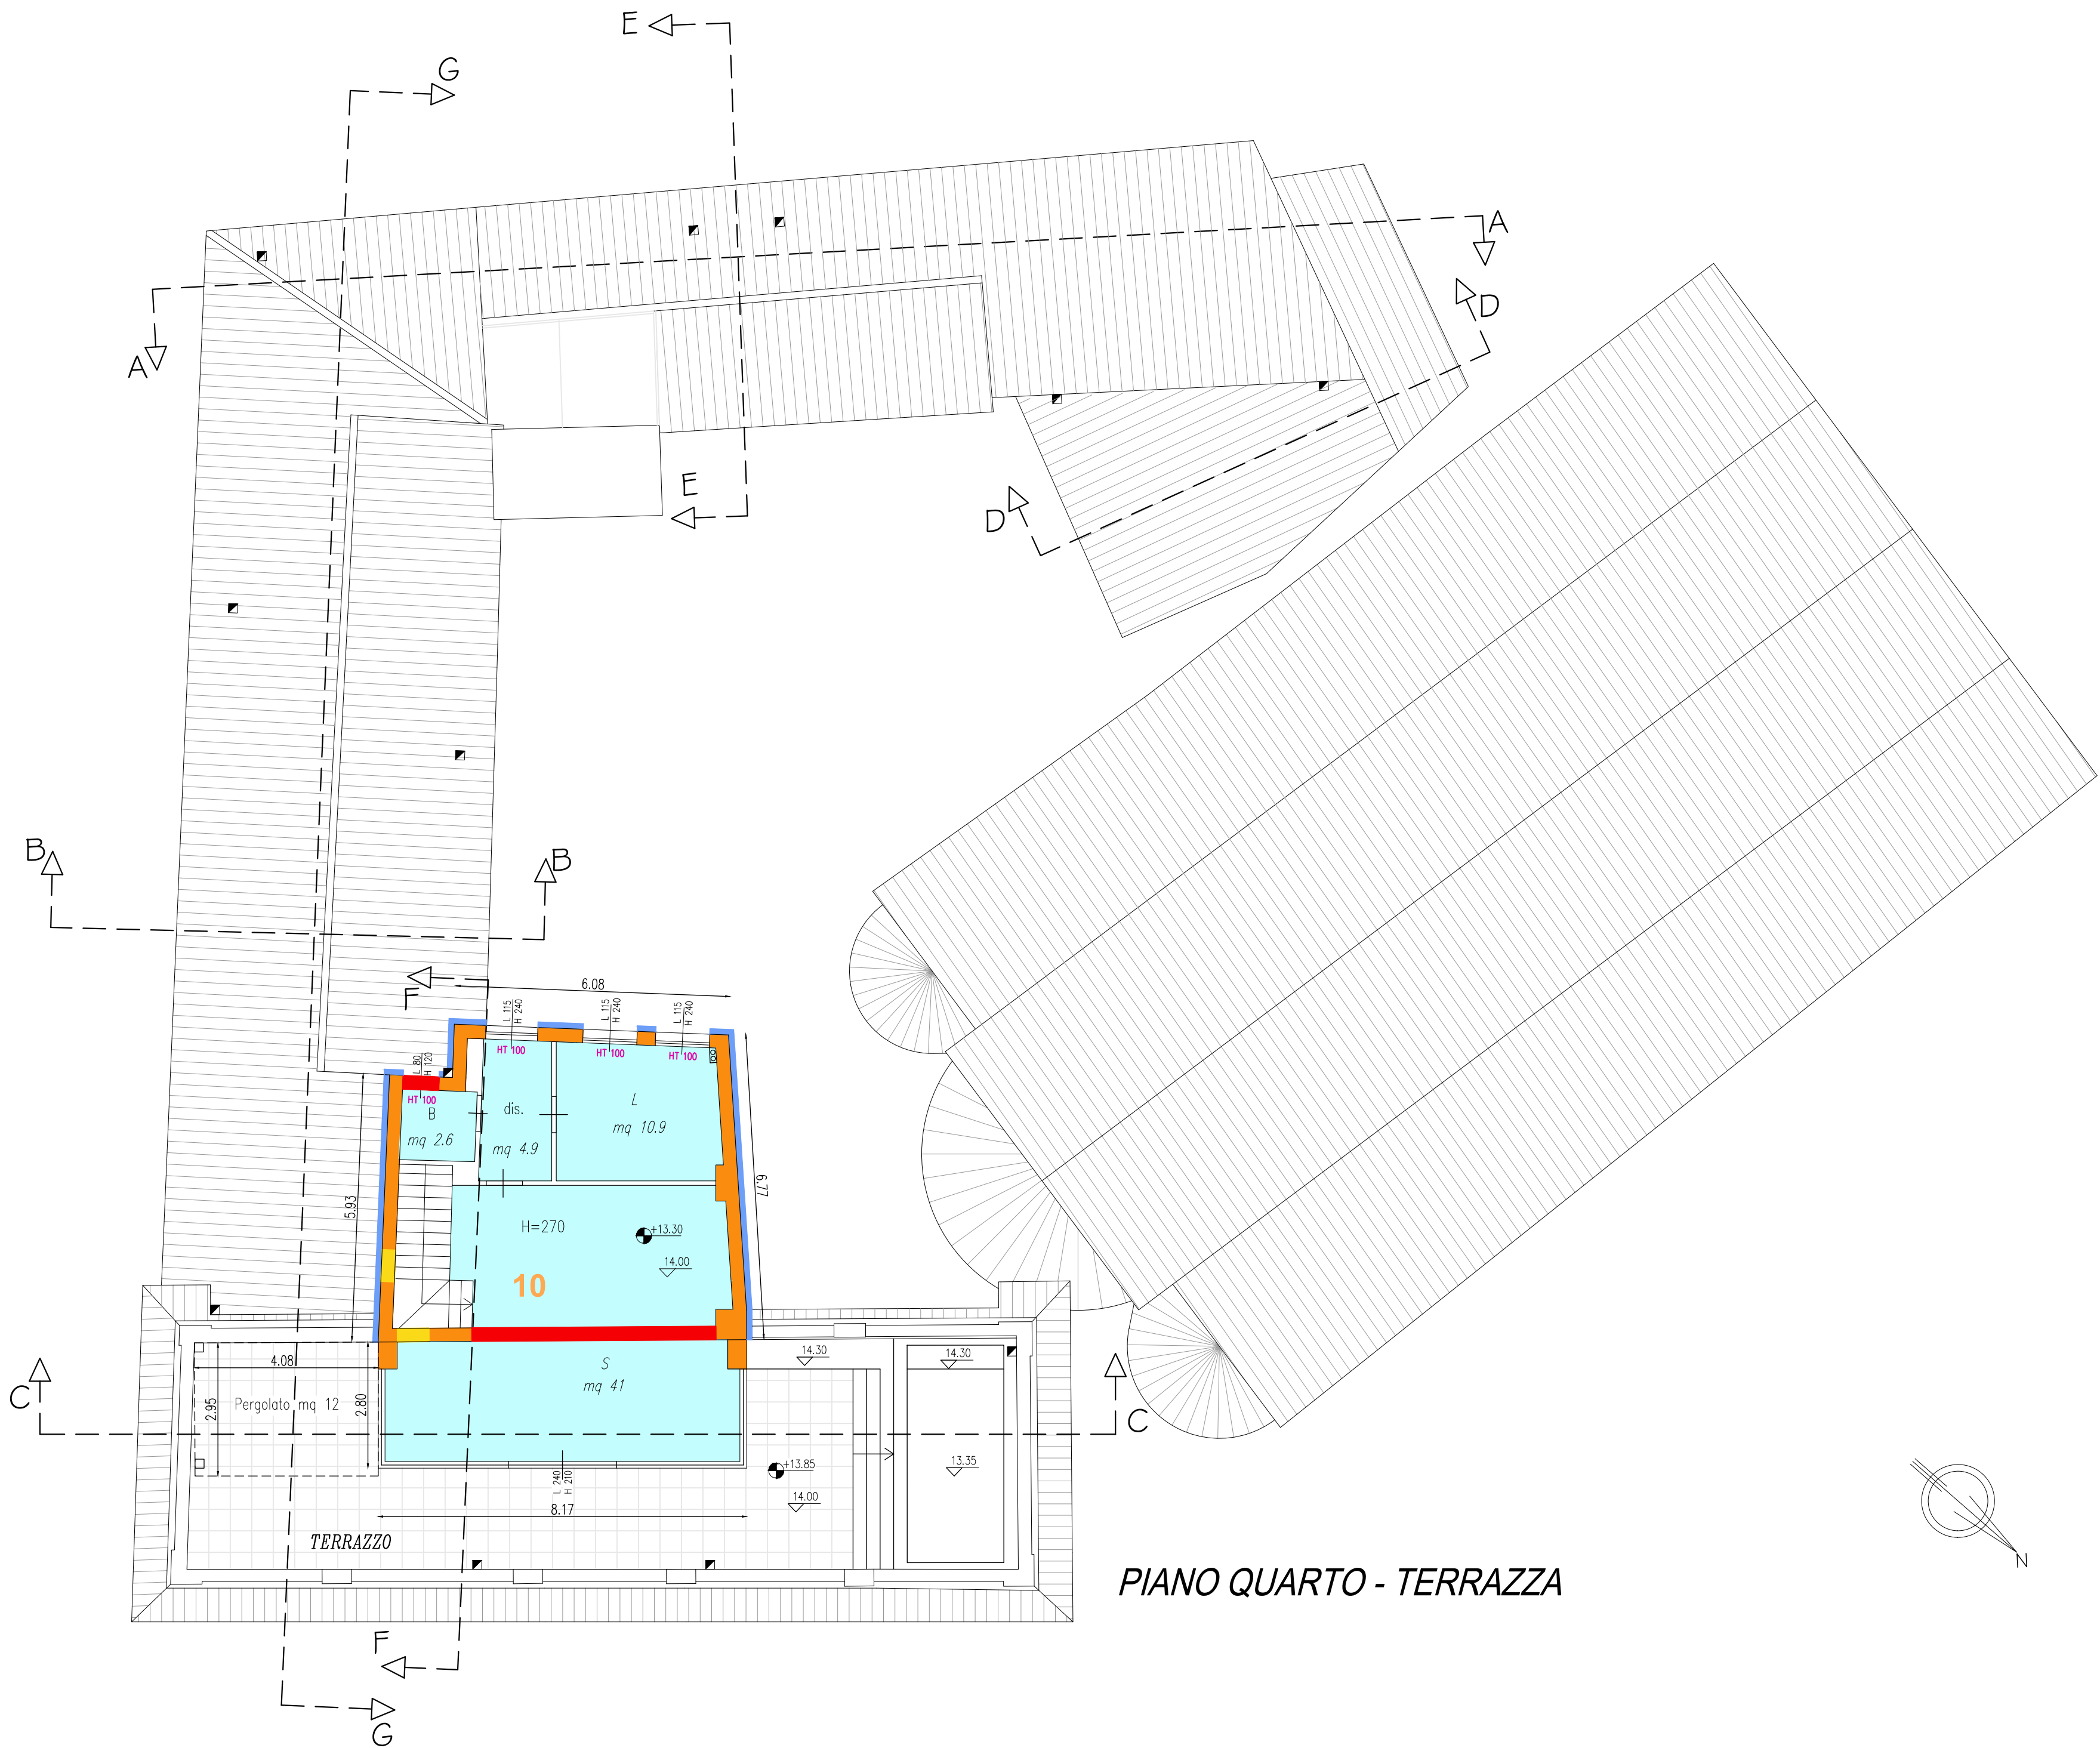 E
G
A
A
D
D
E
B
B
F
6.08
L 115
H 240
L 115
H 240
L 115
H 240
HT 100
HT 100
HT 100
L 80
H 120
HT 100
B
mq 2.6
dis.
mq 4.9
L
mq 10.9
5.93
6.77
H=270
+13.30
14.00
10
S
mq 41
4.08
2.95
2.80
Pergolato mq 12
14.30
14.30
C
C
+13.85
14.00
13.35
L 240
H 210
8.17
TERRAZZO
N
PIANO QUARTO - TERRAZZA
F
G